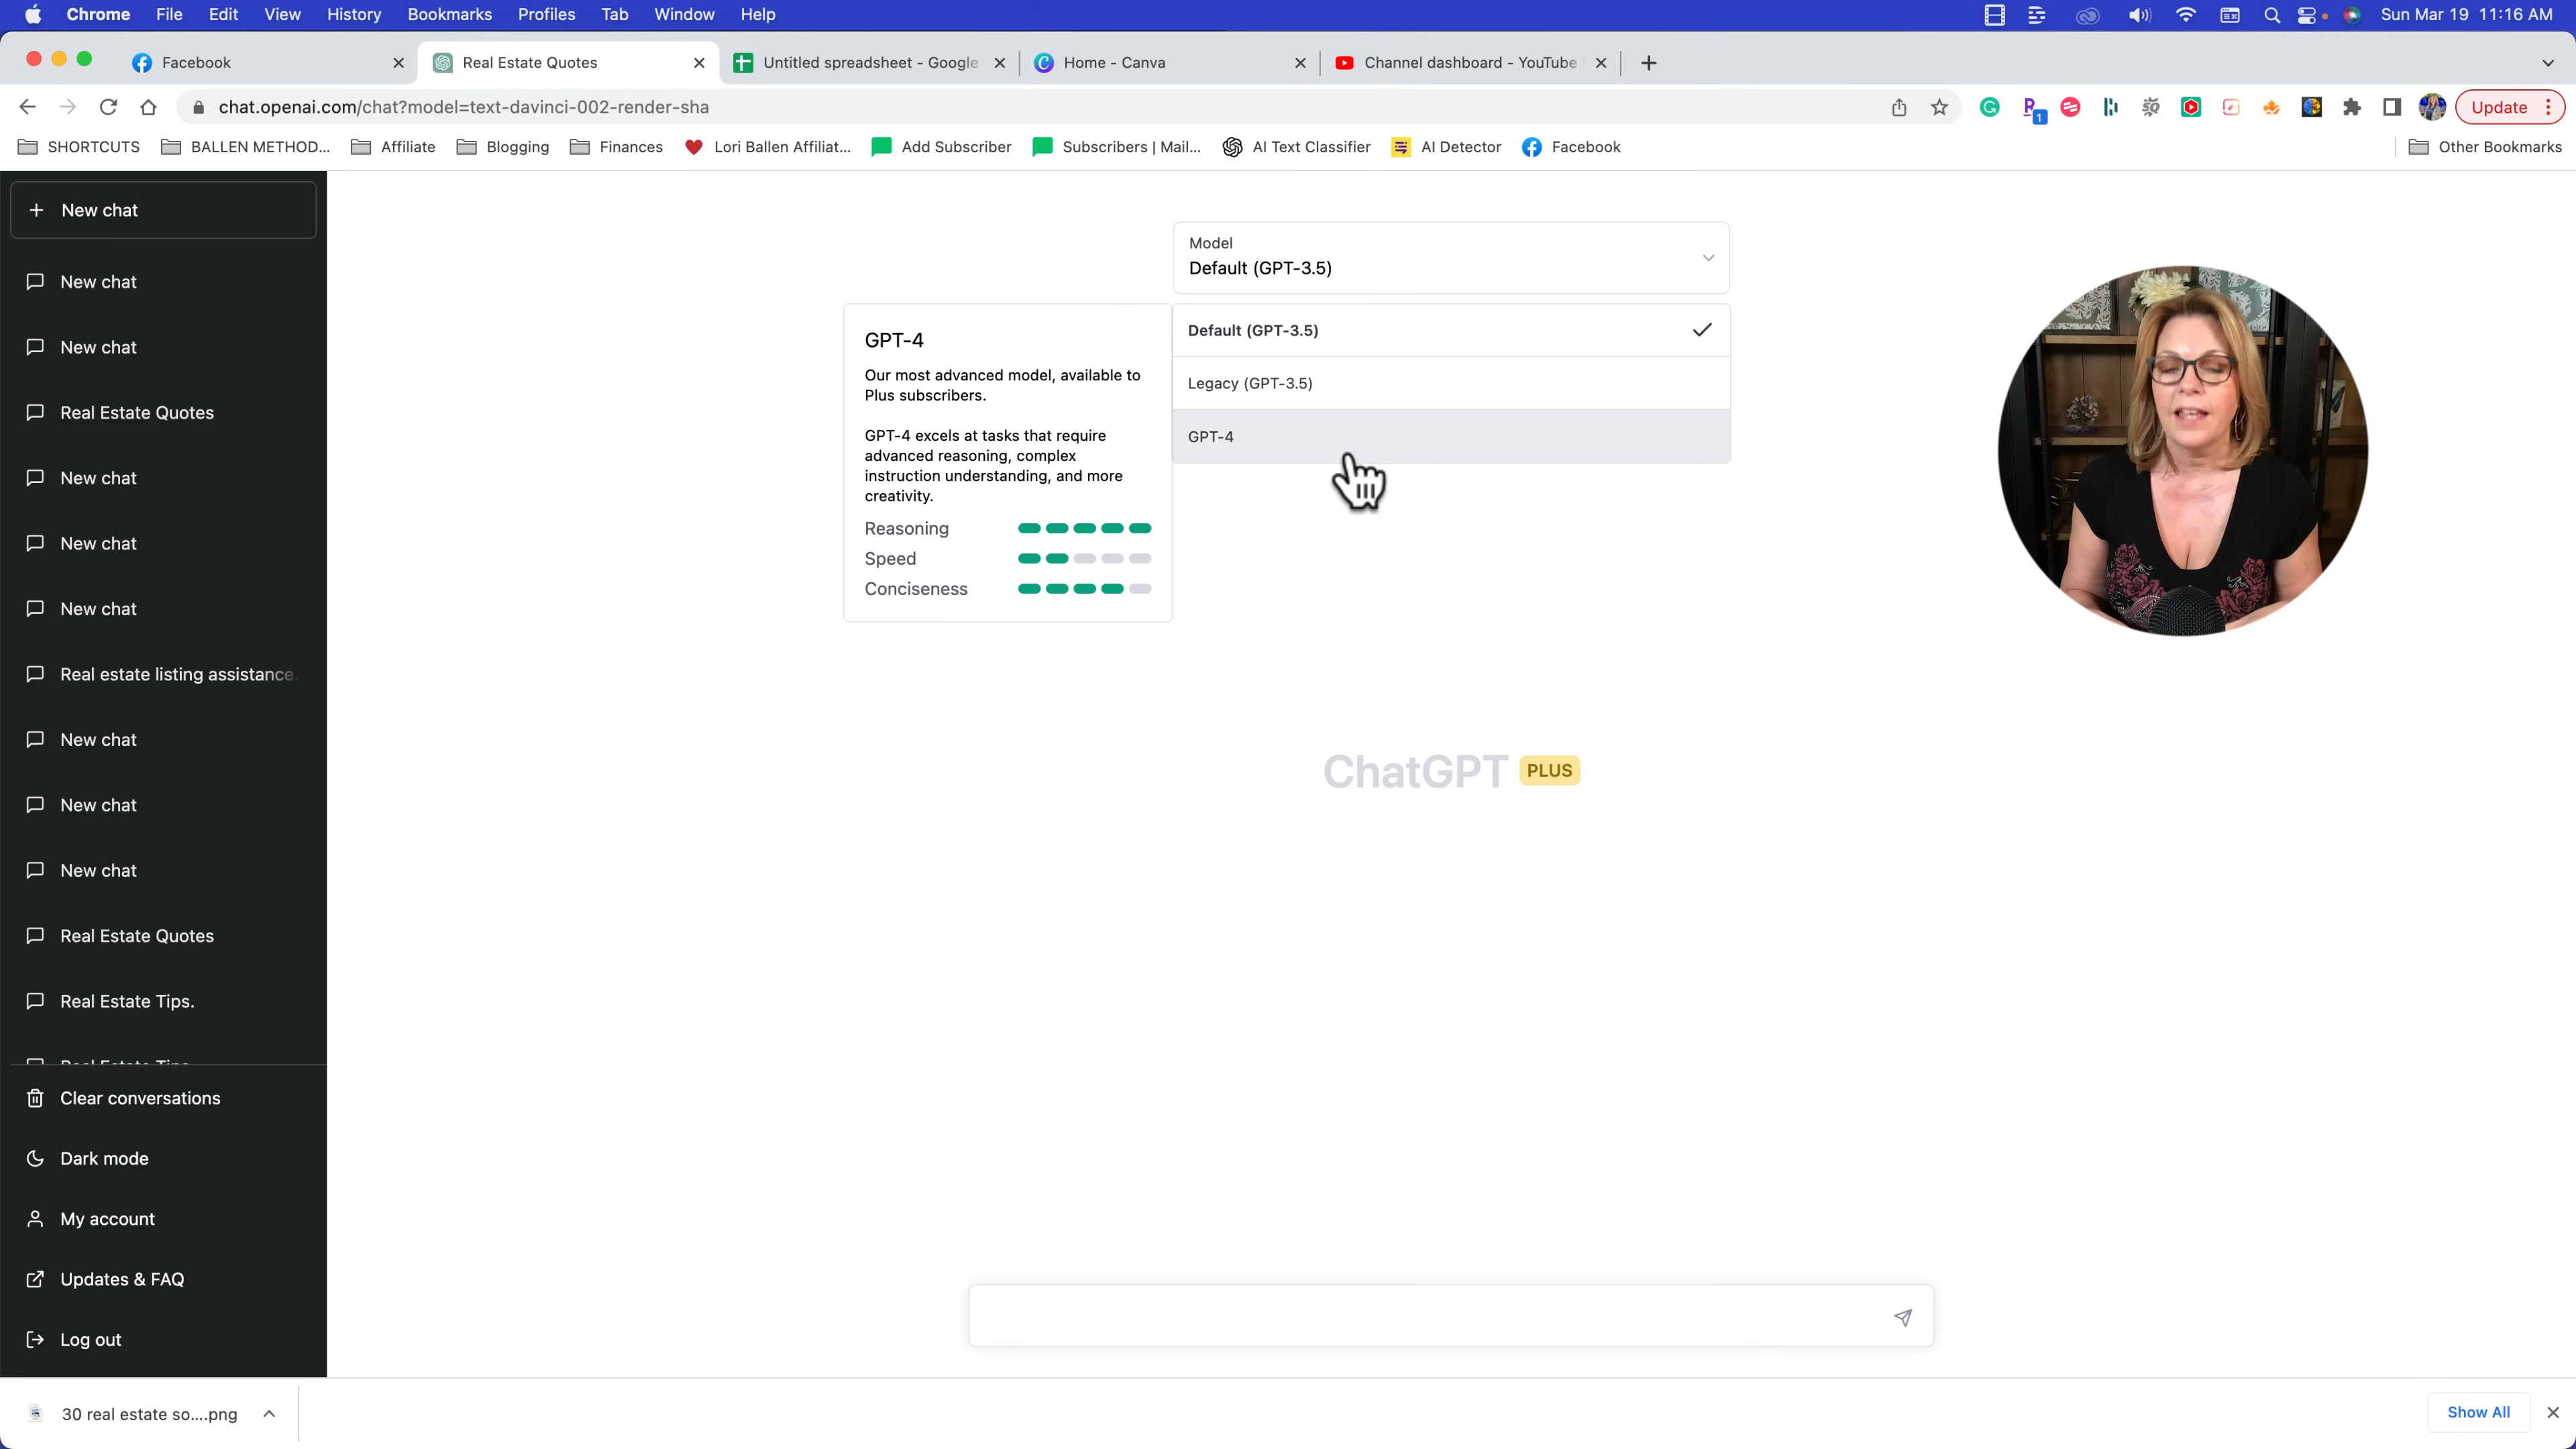 Chrome File Edit View History Bookmarks Profiles Tab Window Help Sun Mar 19 11:16 AM
Facebook Real Estate Quotes Untitled spreadsheet - Google Home - Canva Channel dashboard - YouTube
chat.openai.com/chat?model=text-davinci-002-render-sha 1 Update
SHORTCUTS BALLEN METHOD... Affiliate Blogging Finances Lori Ballen Affiliat... Add Subscriber Subscribers | Mail... AI Text Classifier AI Detector Facebook Other Bookmarks
+ New chat
New chat
New chat
Real Estate Quotes
New chat
New chat
New chat
Real estate listing assistance.
New chat
New chat
New chat
Real Estate Quotes
Real Estate Tips.
Clear conversations
Dark mode
My account
Updates & FAQ
Log out
Model
Default (GPT-3.5)
Default (GPT-3.5)
Legacy (GPT-3.5)
GPT-4
GPT-4
Our most advanced model, available to
Plus subscribers.
GPT-4 excels at tasks that require
advanced reasoning, complex
instruction understanding, and more
creativity.
Reasoning
Speed
Conciseness
ChatGPT PLUS
30 real estate so....png Show All